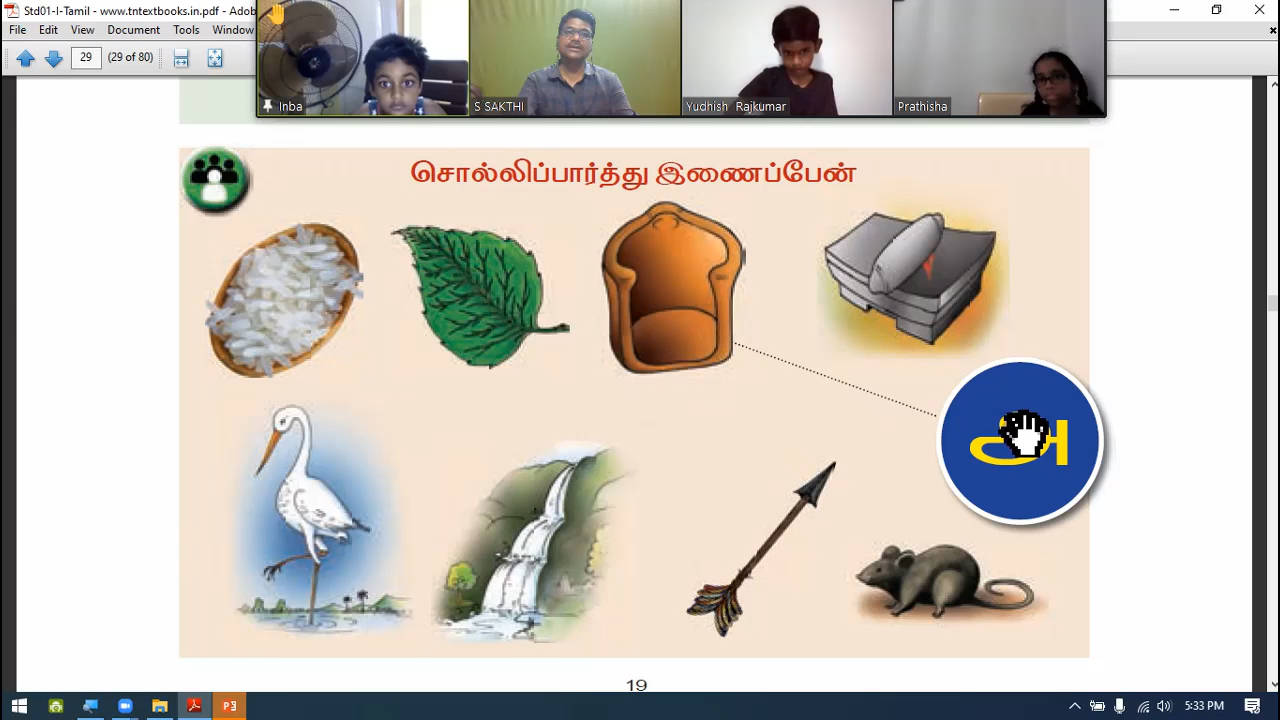 Std01-I-Tamil - www.tntextbooks.in.pdf - Adob
File Edit View Document Tools Window
29 (29 of 80)
Inba
S SAKTHI
Yudhish Rajkumar
Prathisha
சொல்லிப்பார்த்து இணைப்பேன்
அ
19
5:33 PM